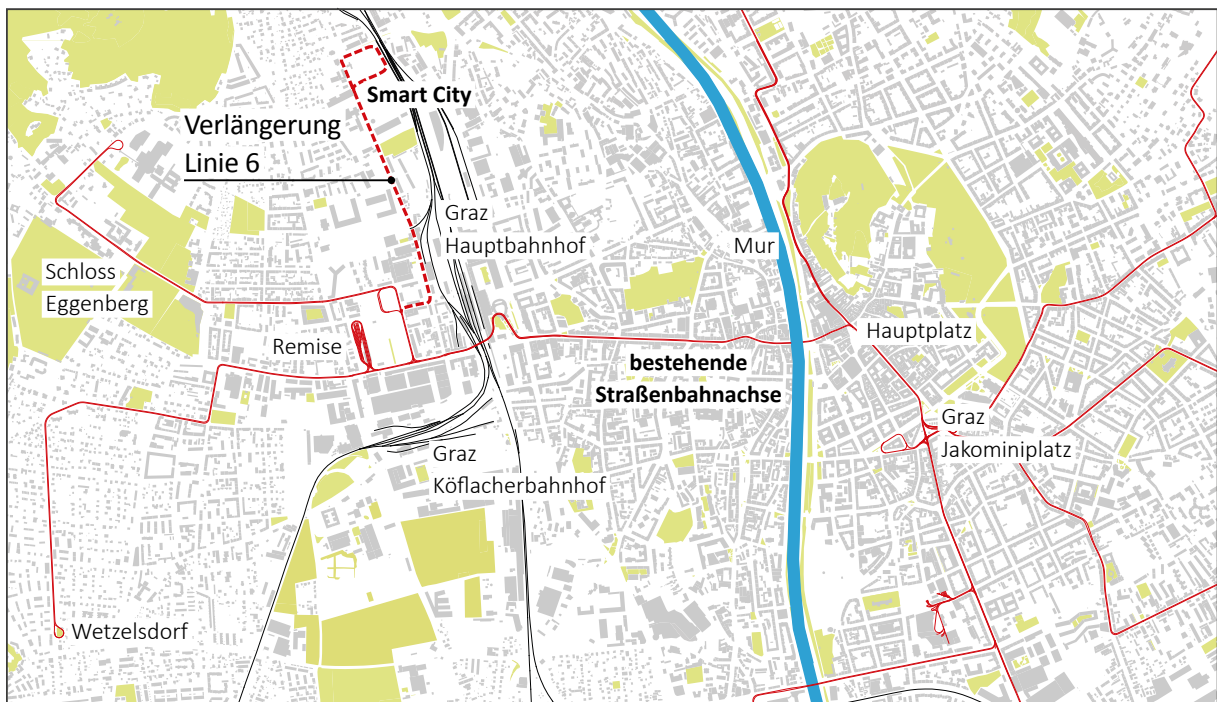 Smart City
Verlängerung
Linie 6
Graz
Hauptbahnhof
Mur
Schloss
Eggenberg
Remise
Hauptplatz
bestehende
Straßenbahnachse
Graz
Jakominiplatz
Graz
Köflacherbahnhof
Wetzelsdorf